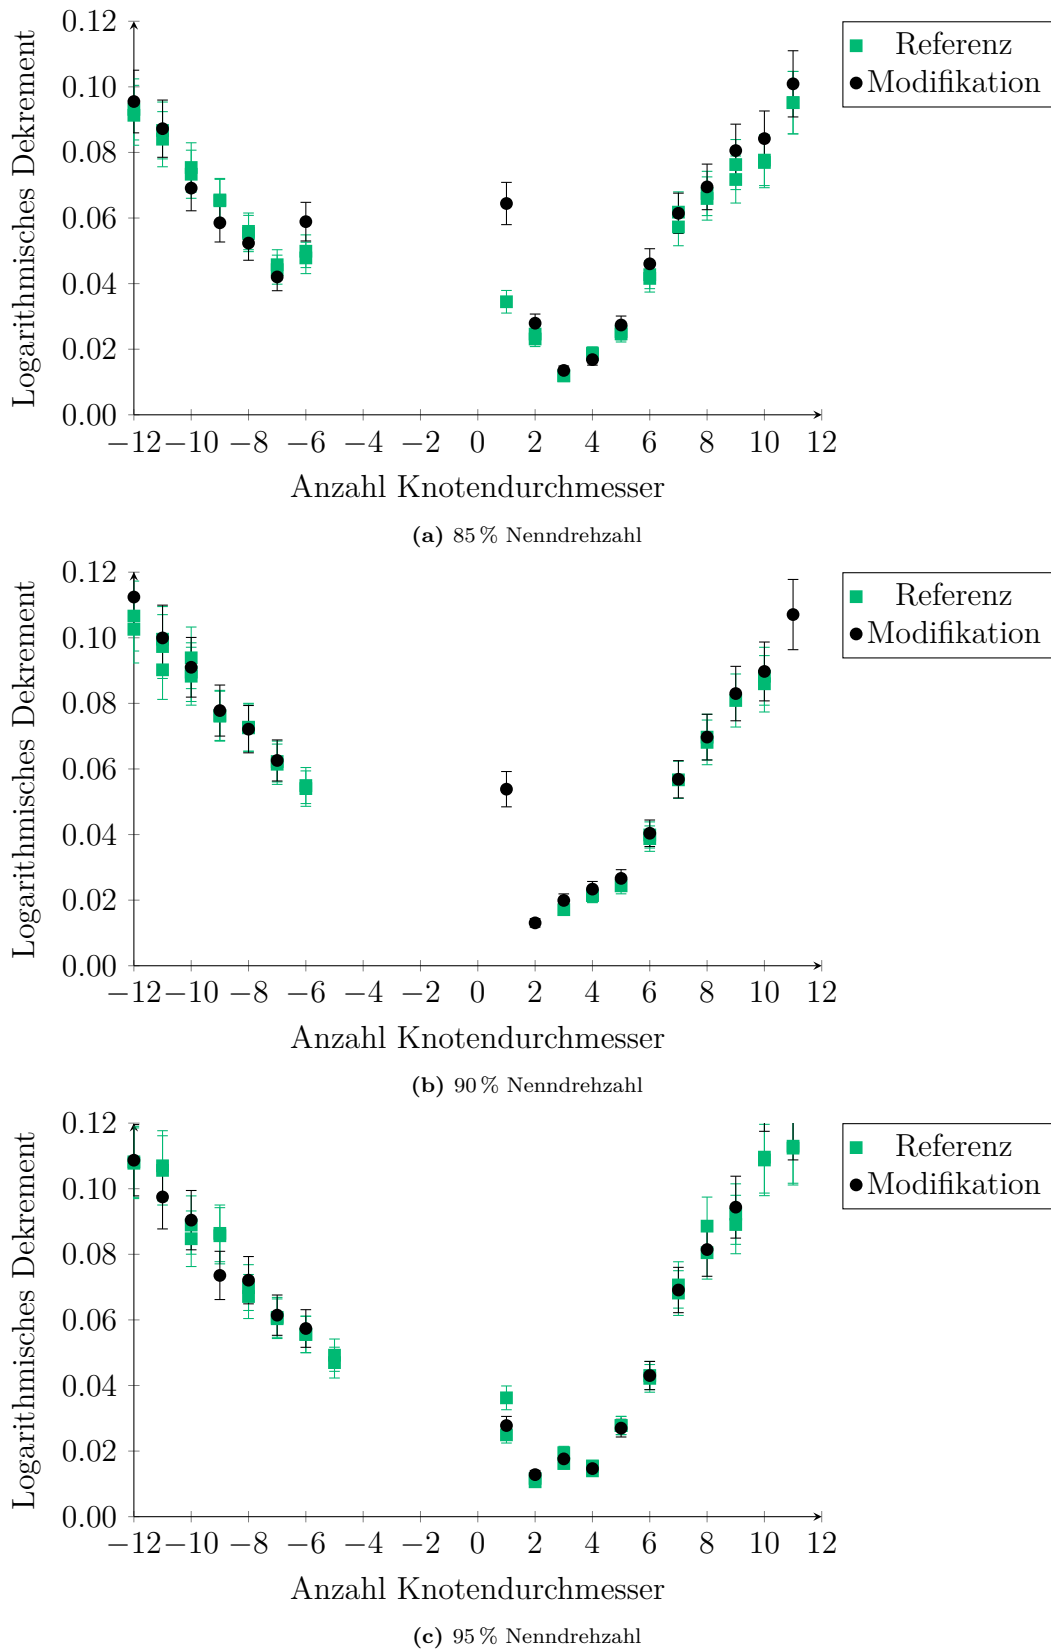 0.12
0.10
0.08
0.06
0.04
0.02
0.00
Logarithmisches Dekrement
−12 −10 −8 −6 −4 −2 0 2 4 6 8 10 12
Anzahl Knotendurchmesser
Referenz
Modifikation
(a) 85 % Nenndrehzahl
0.12
0.10
0.08
0.06
0.04
0.02
0.00
Logarithmisches Dekrement
−12 −10 −8 −6 −4 −2 0 2 4 6 8 10 12
Anzahl Knotendurchmesser
Referenz
Modifikation
(b) 90 % Nenndrehzahl
0.12
0.10
0.08
0.06
0.04
0.02
0.00
Logarithmisches Dekrement
−12 −10 −8 −6 −4 −2 0 2 4 6 8 10 12
Anzahl Knotendurchmesser
Referenz
Modifikation
(c) 95 % Nenndrehzahl